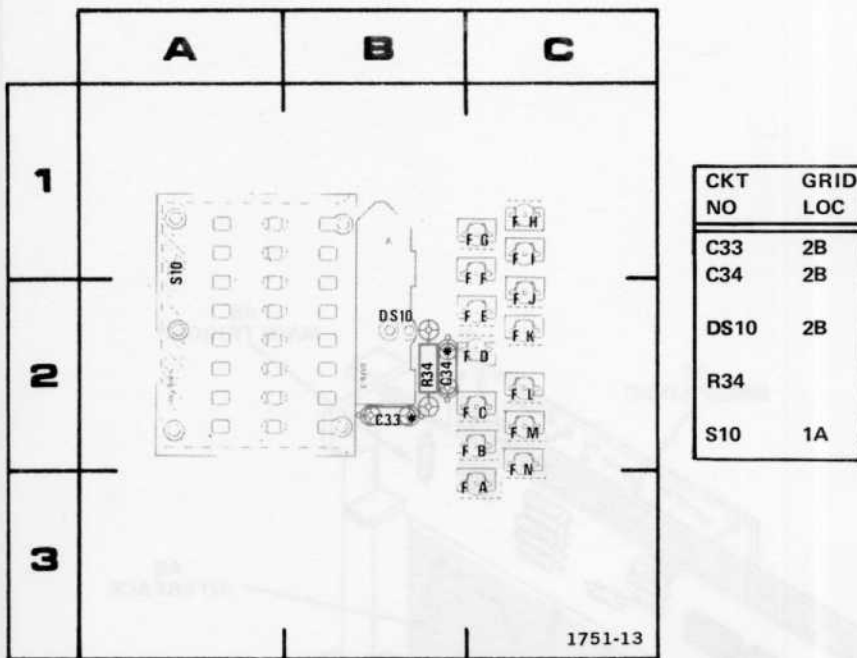 A B C
1
2
3
S10
DS10
R34
C34
C33
A
F G
F F
F E
F D
F C
F B
F A
F H
F I
F J
F K
F L
F M
F N
1751-13
CKT GRID
NO LOC
C33 2B
C34 2B
DS10 2B
R34
S10 1A